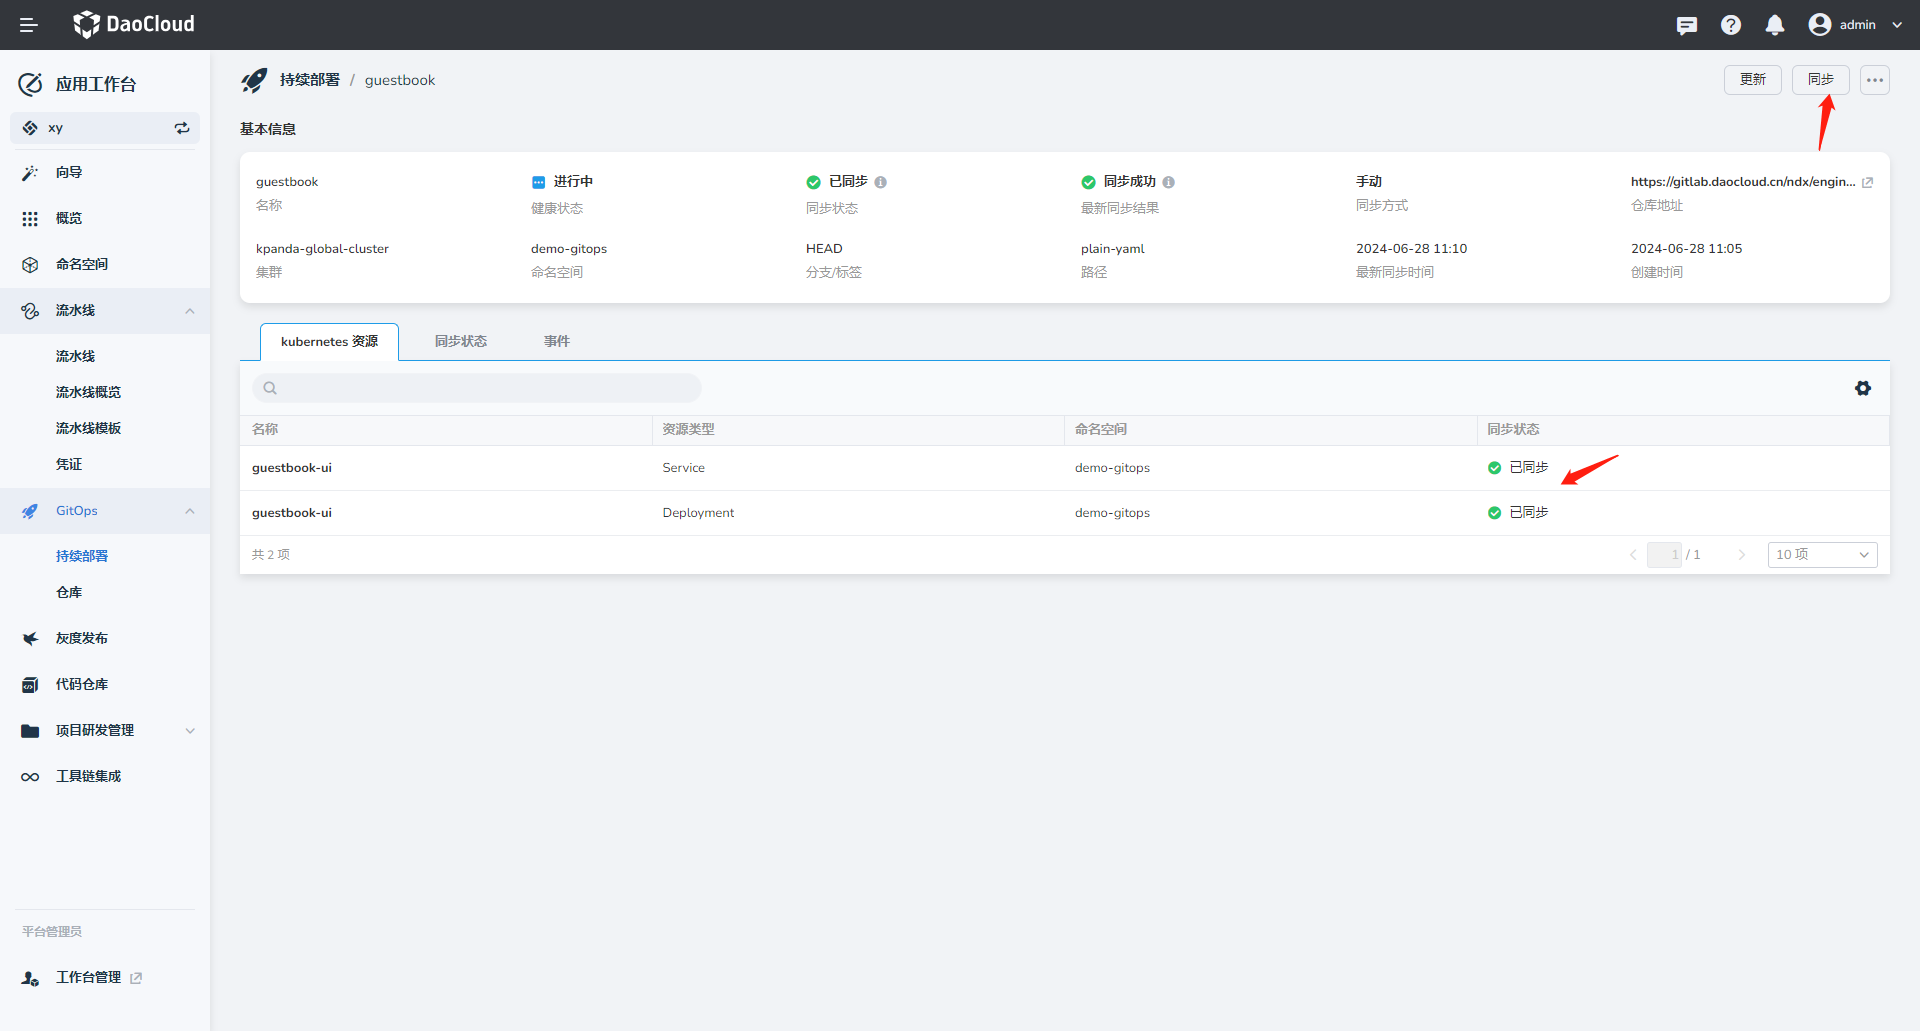 DaoCloud
admin
应用工作台
xy
向导
概览
命名空间
流水线
流水线
流水线概览
流水线模板
凭证
GitOps
持续部署
仓库
灰度发布
代码仓库
项目研发管理
工具链集成
平台管理员
工作台管理
持续部署 / guestbook
更新
同步
基本信息
guestbook
名称
进行中
健康状态
已同步
同步状态
同步成功
最新同步结果
手动
同步方式
https://gitlab.daocloud.cn/ndx/engin...
仓库地址
kpanda-global-cluster
集群
demo-gitops
命名空间
HEAD
分支/标签
plain-yaml
路径
2024-06-28 11:10
最新同步时间
2024-06-28 11:05
创建时间
kubernetes 资源
同步状态
事件
名称 资源类型 命名空间 同步状态
guestbook-ui Service demo-gitops 已同步
guestbook-ui Deployment demo-gitops 已同步
共 2 项
1 / 1
10 项